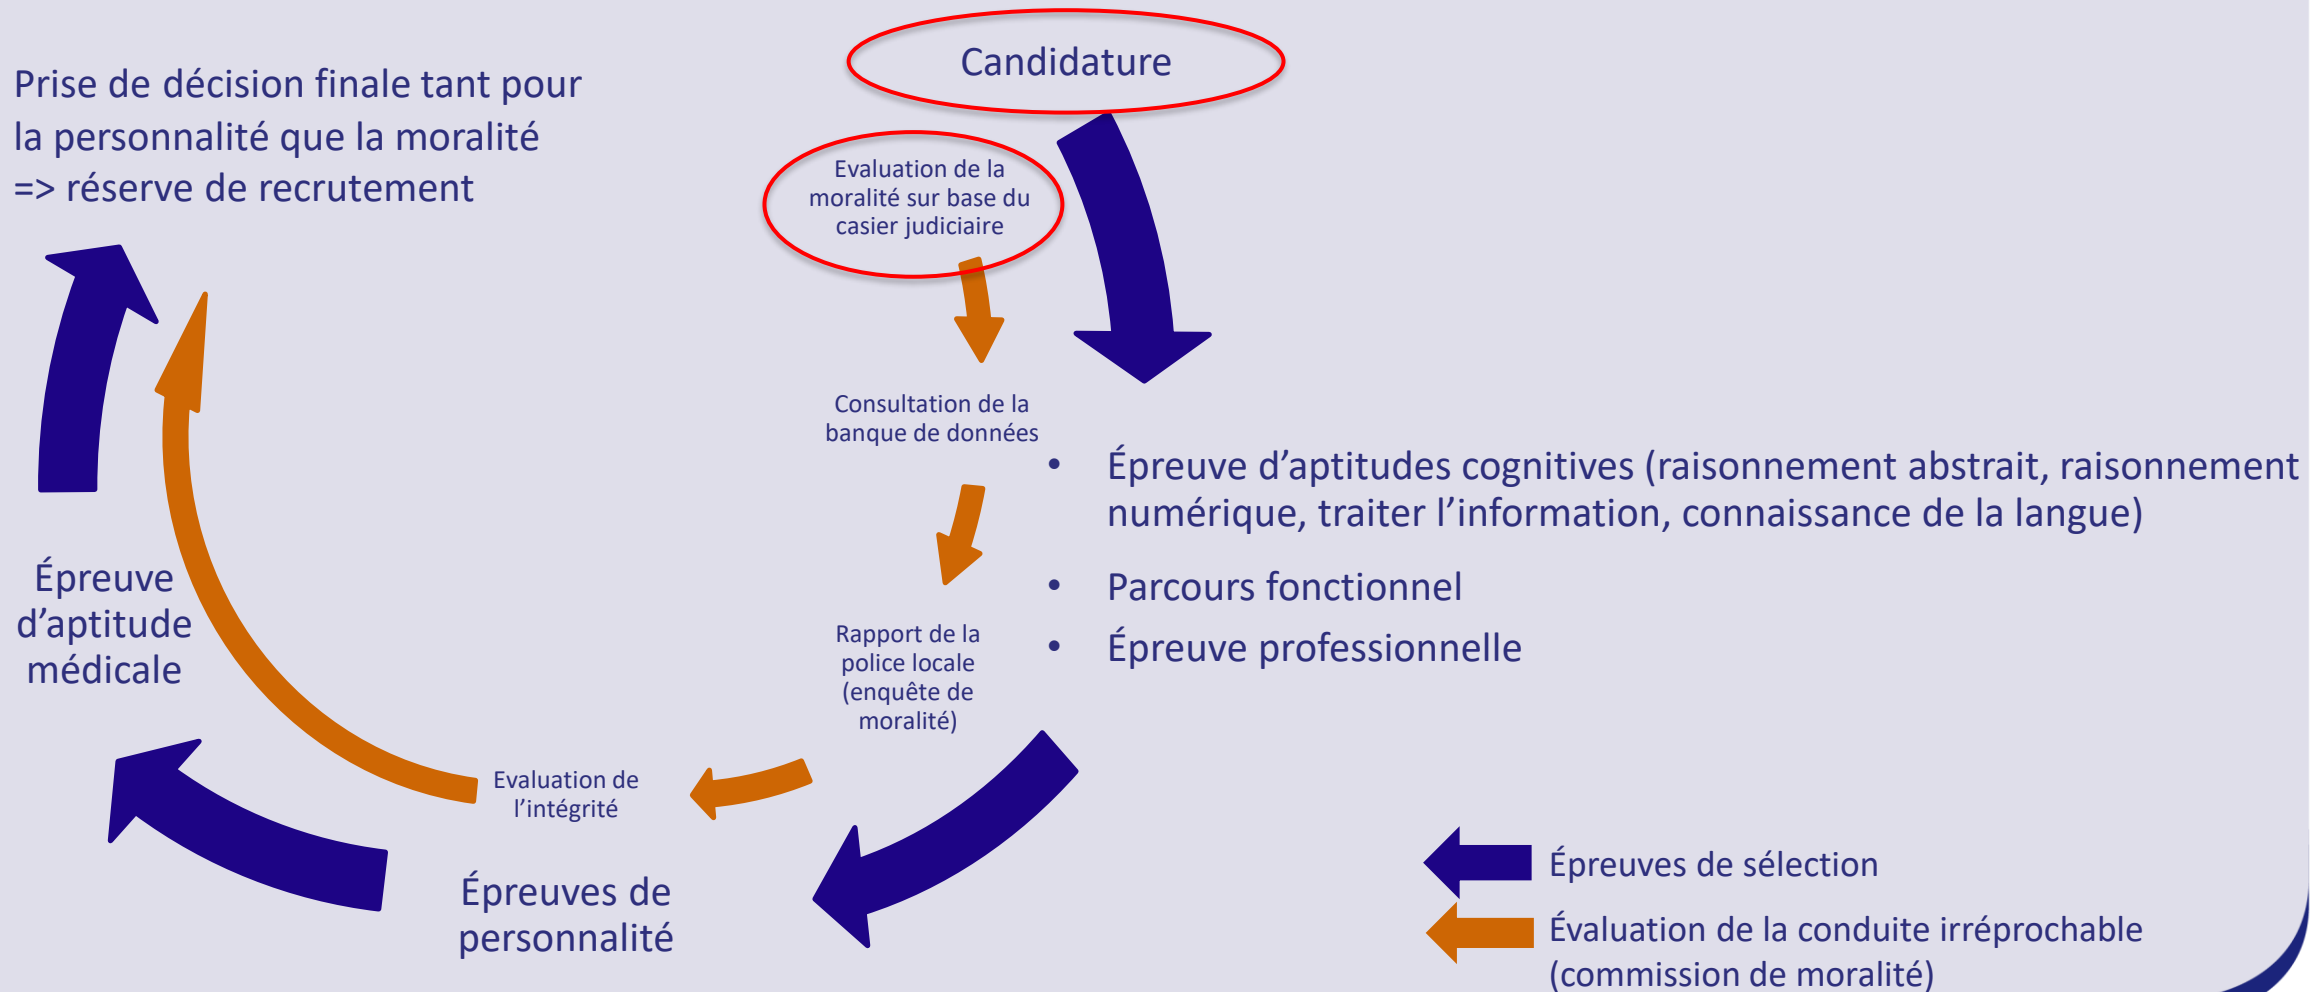 Candidature
Prise de décision finale tant pour
la personnalité que la moralité
=> réserve de recrutement
Evaluation de la
moralité sur base du
casier judiciaire
Consultation de la
banque de données
• Épreuve d’aptitudes cognitives (raisonnement abstrait, raisonnement
numérique, traiter l’information, connaissance de la langue)
• Parcours fonctionnel
• Épreuve professionnelle
Rapport de la
police locale
(enquête de
moralité)
Épreuve
d’aptitude
médicale
Evaluation de
l’intégrité
Épreuves de
personnalité
Épreuves de sélection
Évaluation de la conduite irréprochable
(commission de moralité)